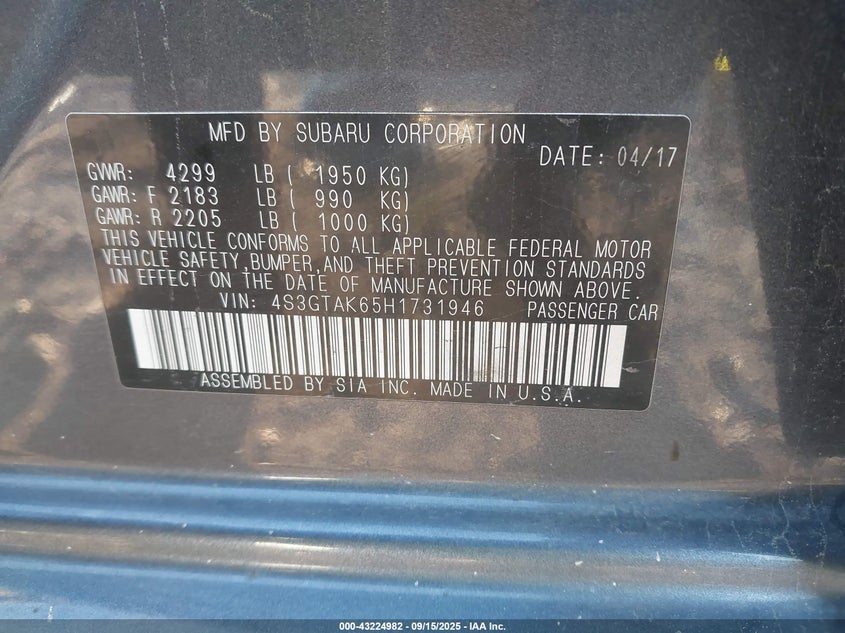 MFD BY SUBARU CORPORATION
DATE: 04/17
GVWR: 4299 LB ( 1950 KG)
GAWR: F 2183 LB ( 990 KG)
GAWR: R 2205 LB ( 1000 KG)
THIS VEHICLE CONFORMS TO ALL APPLICABLE FEDERAL MOTOR
VEHICLE SAFETY, BUMPER, AND THEFT PREVENTION STANDARDS
IN EFFECT ON THE DATE OF MANUFACTURE SHOWN ABOVE.
VIN: 4S3GTAK65H1731946 PASSENGER CAR
ASSEMBLED BY SIA INC. MADE IN U.S.A.
000-43224982 - 09/15/2025 - IAA Inc.